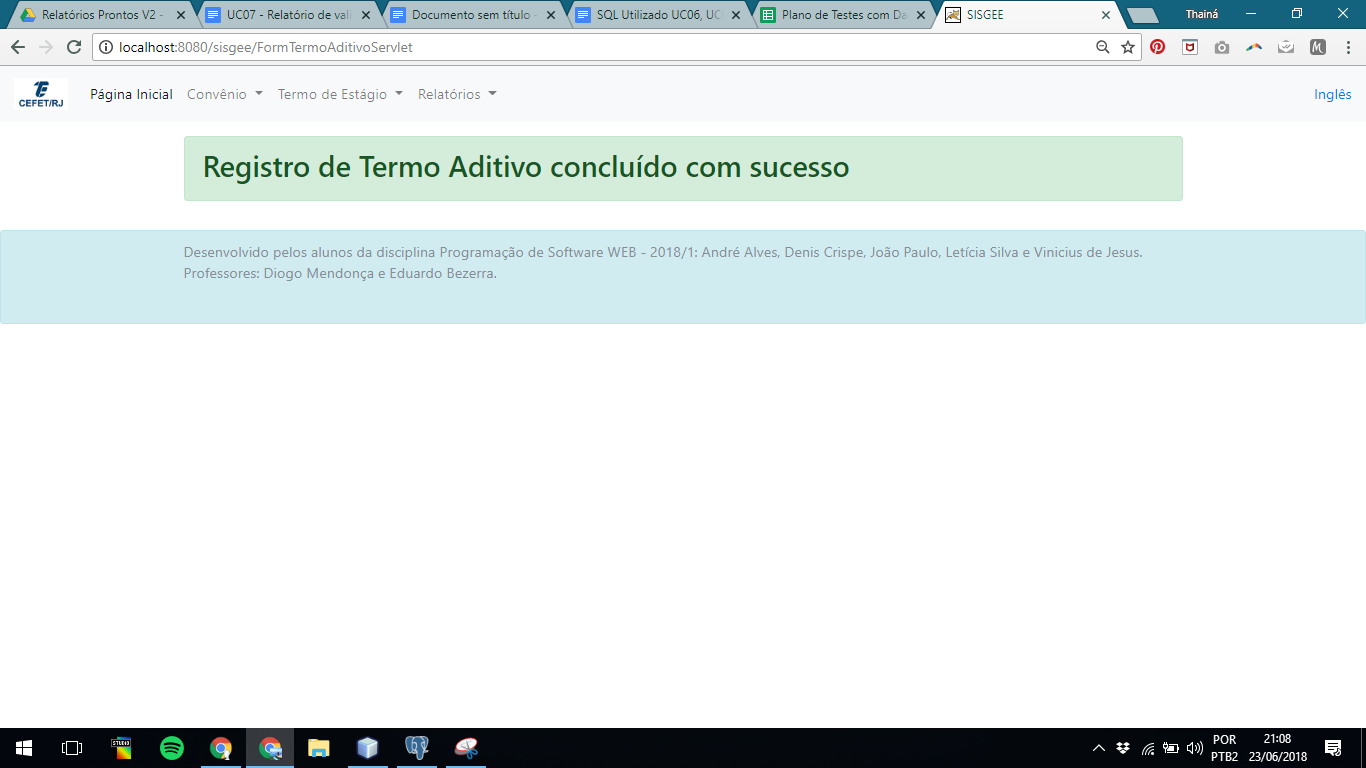 Relatórios Prontos V2 -
UC07 - Relatório de vali
Documento sem título -
SQL Utilizado UC06, UC
Plano de Testes com Da
SISGEE
Thainá
localhost:8080/sisgee/FormTermoAditivoServlet
CEFET/RJ
Página Inicial
Convênio
Termo de Estágio
Relatórios
Inglês
Registro de Termo Aditivo concluído com sucesso
Desenvolvido pelos alunos da disciplina Programação de Software WEB - 2018/1: André Alves, Denis Crispe, João Paulo, Letícia Silva e Vinicius de Jesus.
Professores: Diogo Mendonça e Eduardo Bezerra.
STUDIO
POR
PTB2
21:08
23/06/2018